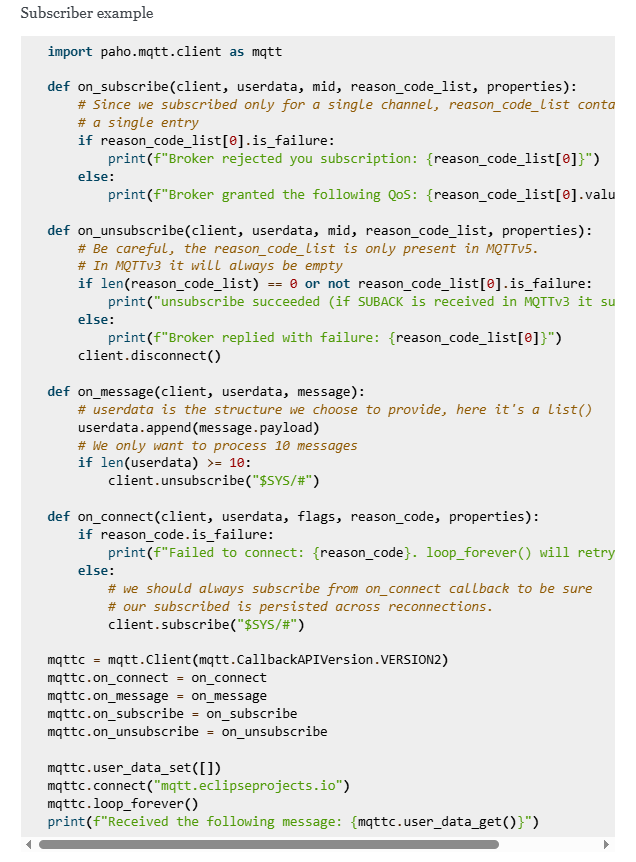 Subscriber example
import paho.mqtt.client as mqtt
def on_subscribe(client, userdata, mid, reason_code_list, properties):
# Since we subscribed only for a single channel, reason_code_list conta
# a single entry
if reason_code_list[0].is_failure:
print(f"Broker rejected you subscription: {reason_code_list[0]}")
else:
print(f"Broker granted the following QoS: {reason_code_list[0].valu
def on_unsubscribe(client, userdata, mid, reason_code_list, properties):
# Be careful, the reason_code_list is only present in MQTTv5.
# In MQTTv3 it will always be empty
if len(reason_code_list) == 0 or not reason_code_list[0].is_failure:
print("unsubscribe succeeded (if SUBACK is received in MQTTv3 it su
else:
print(f"Broker replied with failure: {reason_code_list[0]}")
client.disconnect()
def on_message(client, userdata, message):
# userdata is the structure we choose to provide, here it's a list()
userdata.append(message.payload)
# We only want to process 10 messages
if len(userdata) >= 10:
client.unsubscribe("$SYS/#")
def on_connect(client, userdata, flags, reason_code, properties):
if reason_code.is_failure:
print(f"Failed to connect: {reason_code}. loop_forever() will retry
else:
# we should always subscribe from on_connect callback to be sure
# our subscribed is persisted across reconnections.
client.subscribe("$SYS/#")
mqttc = mqtt.Client(mqtt.CallbackAPIVersion.VERSION2)
mqttc.on_connect = on_connect
mqttc.on_message = on_message
mqttc.on_subscribe = on_subscribe
mqttc.on_unsubscribe = on_unsubscribe
mqttc.user_data_set([])
mqttc.connect("mqtt.eclipseprojects.io")
mqttc.loop_forever()
print(f"Received the following message: {mqttc.user_data_get()}")